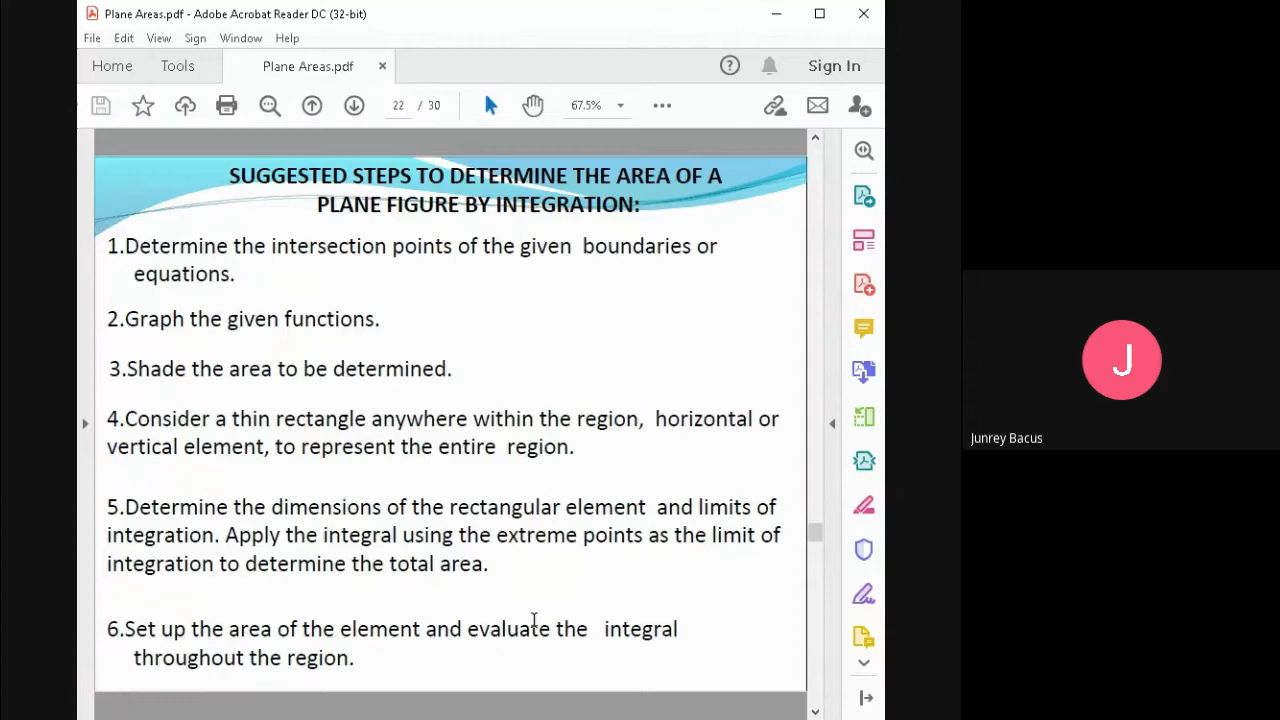 Plane Areas.pdf - Adobe Acrobat Reader DC (32-bit)
File Edit View Sign Window Help
Home Tools Plane Areas.pdf × Sign In
22 / 30 67.5%
SUGGESTED STEPS TO DETERMINE THE AREA OF A
PLANE FIGURE BY INTEGRATION:
1.Determine the intersection points of the given boundaries or
equations.
2.Graph the given functions.
3.Shade the area to be determined.
4.Consider a thin rectangle anywhere within the region, horizontal or
vertical element, to represent the entire region.
5.Determine the dimensions of the rectangular element and limits of
integration. Apply the integral using the extreme points as the limit of
integration to determine the total area.
6.Set up the area of the element and evaluate the integral
throughout the region.
J
Junrey Bacus